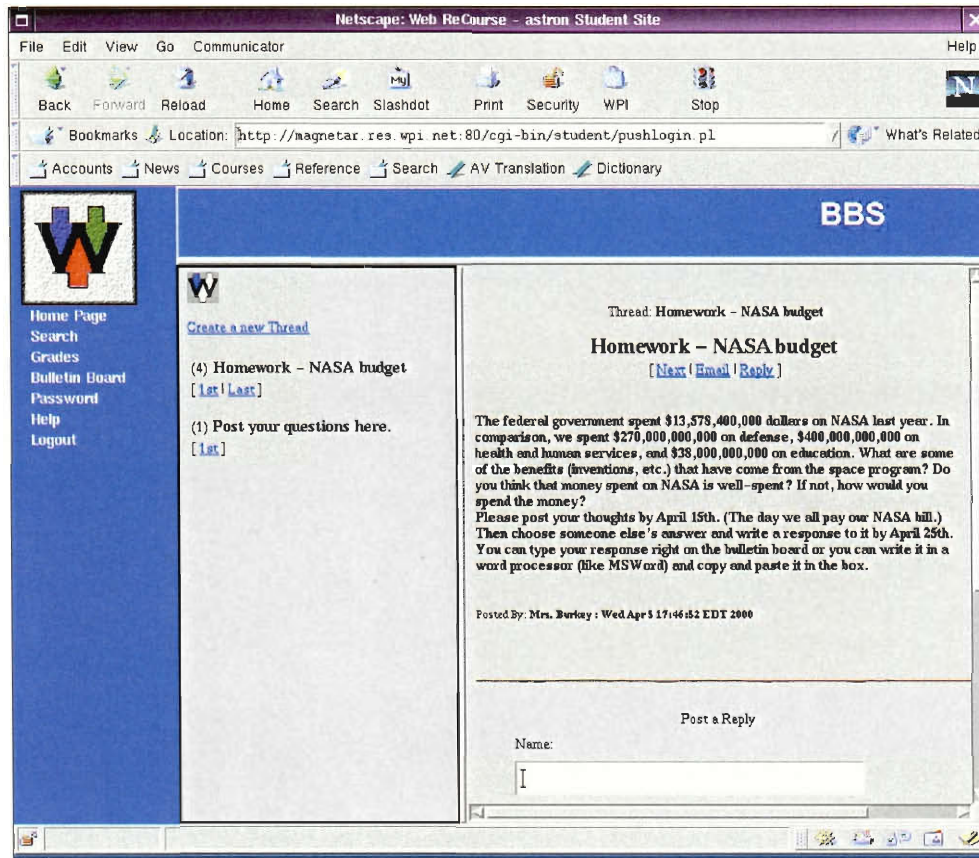 Netscape: Web ReCourse - astron Student Site
File Edit View Go Communicator Help
Back Forward Reload Home Search Slashdot Print Security WPI Stop
Bookmarks Location: http://magnetar.res.wpi.net:80/cgi-bin/student/pushlogin.pl What's Related
Accounts News Courses Reference Search AV Translation Dictionary
BBS
Home Page
Search
Grades
Bulletin Board
Password
Help
Logout
Create a new Thread
(4) Homework - NASA budget
[ 1st | Last ]
(1) Post your questions here.
[ 1st ]
Thread: Homework - NASA budget
Homework - NASA budget
[ Next | Email | Reply ]
The federal government spent $13,578,400,000 dollars on NASA last year. In
comparison, we spent $270,000,000,000 on defense, $400,000,000,000 on
health and human services, and $38,000,000,000 on education. What are some
of the benefits (inventions, etc.) that have come from the space program? Do
you think that money spent on NASA is well-spent? If not, how would you
spend the money?
Please post your thoughts by April 15th. (The day we all pay our NASA bill.)
Then choose someone else's answer and write a response to it by April 25th.
You can type your response right on the bulletin board or you can write it in a
word processor (like MSWord) and copy and paste it in the box.
Posted By: Mrs. Burkey : Wed Apr 5 17:46:52 EDT 2000
Post a Reply
Name: